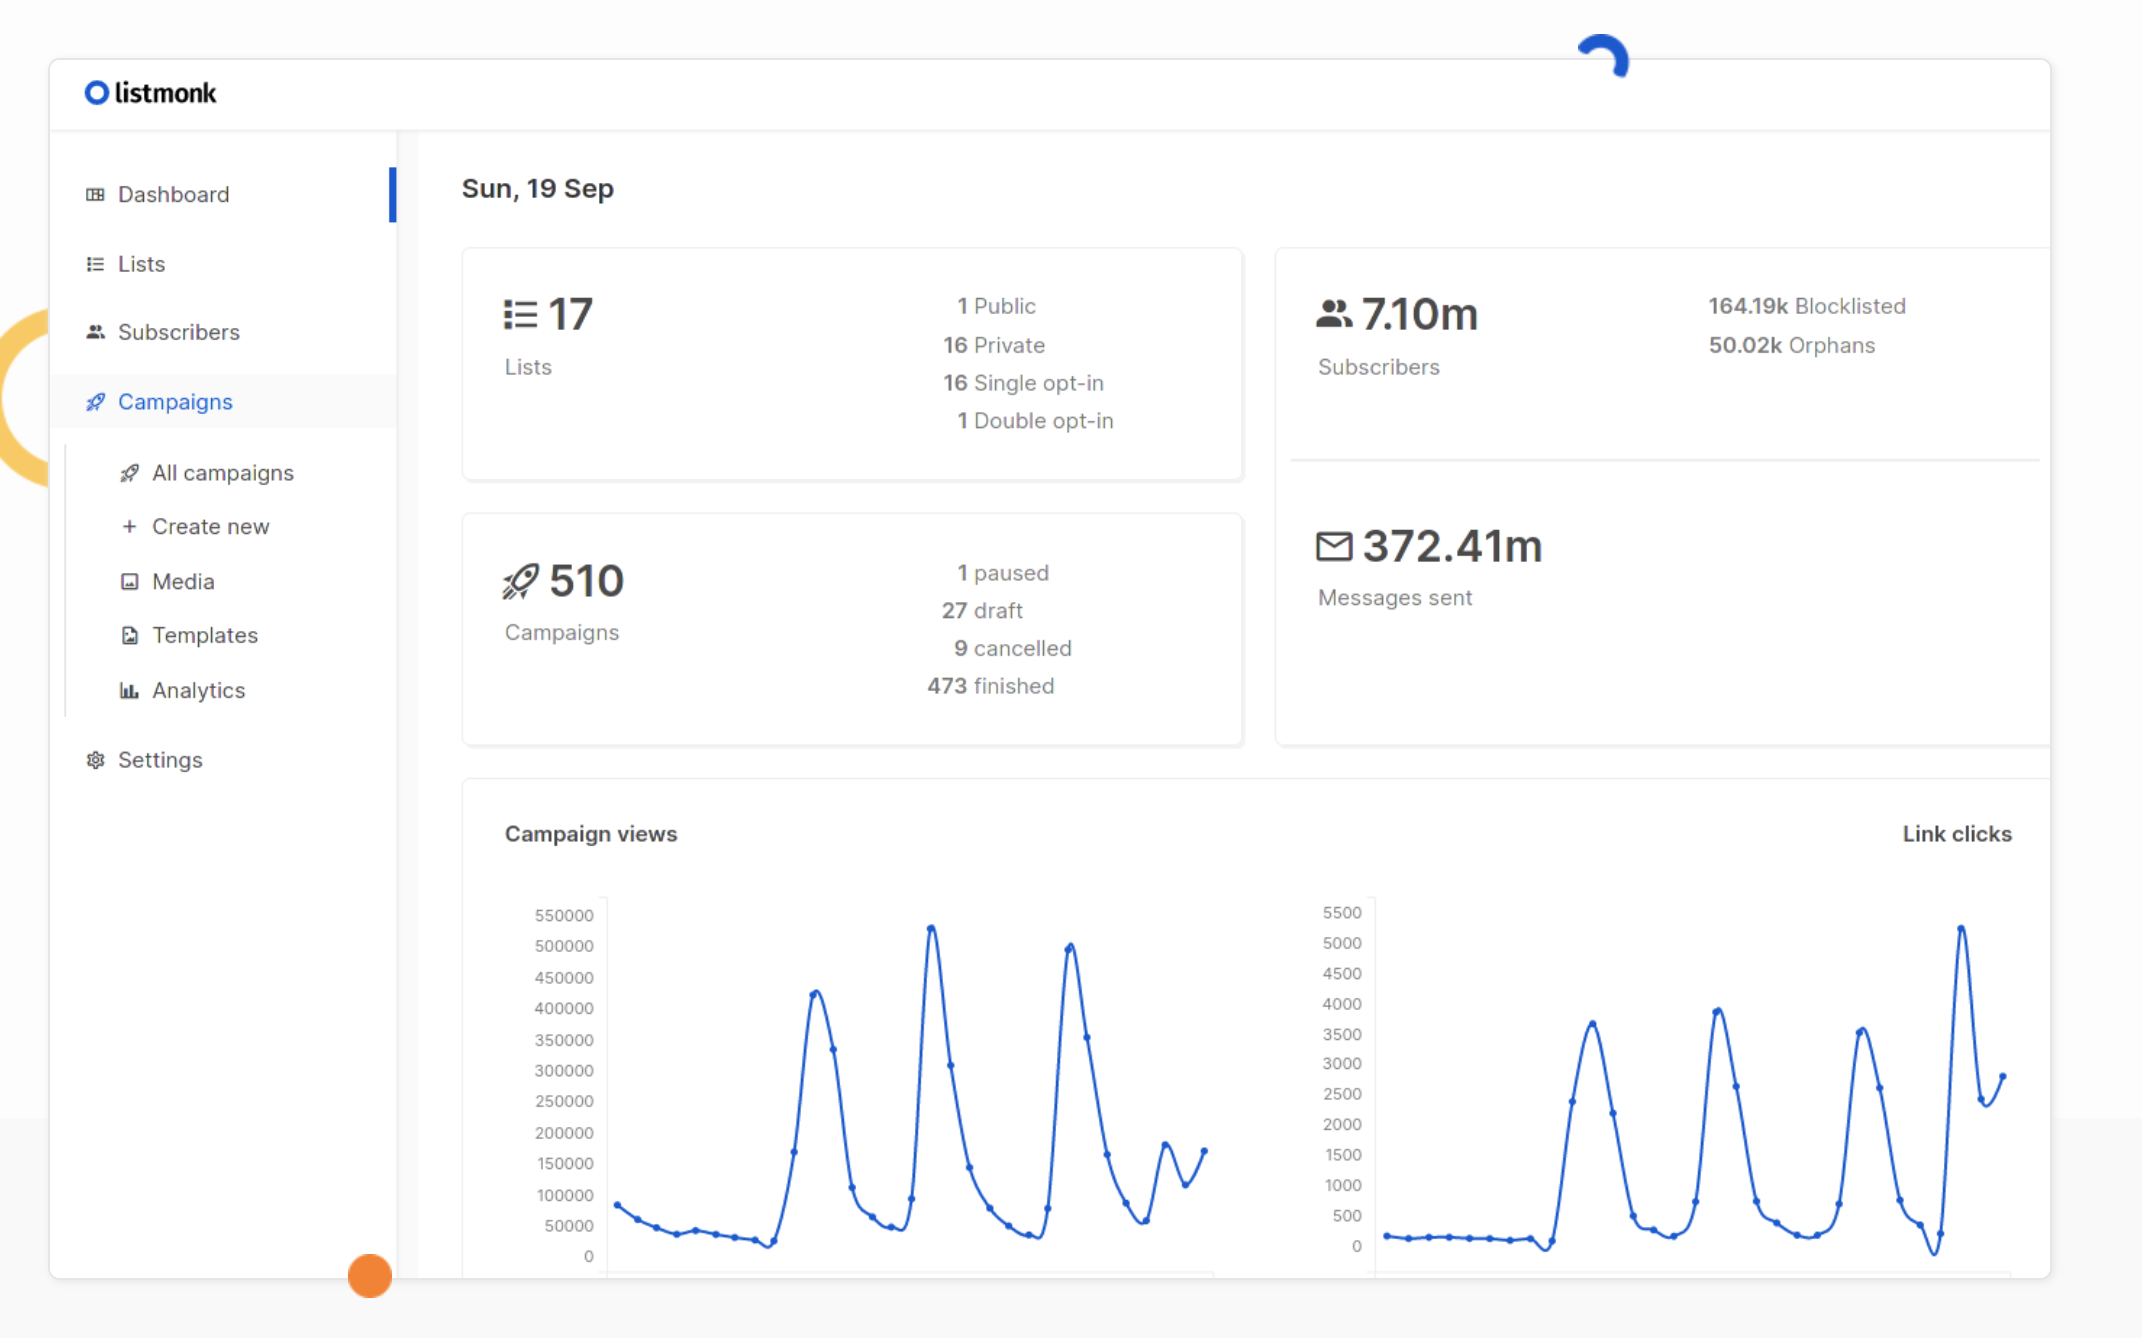 listmonk
Dashboard
Lists
Subscribers
Campaigns
All campaigns
Create new
Media
Templates
Analytics
Settings
Sun, 19 Sep
17
Lists
1 Public
16 Private
16 Single opt-in
1 Double opt-in
7.10m
Subscribers
164.19k Blocklisted
50.02k Orphans
510
Campaigns
1 paused
27 draft
9 cancelled
473 finished
372.41m
Messages sent
Campaign views
550000
500000
450000
400000
350000
300000
250000
200000
150000
100000
50000
0
Link clicks
5500
5000
4500
4000
3500
3000
2500
2000
1500
1000
500
0